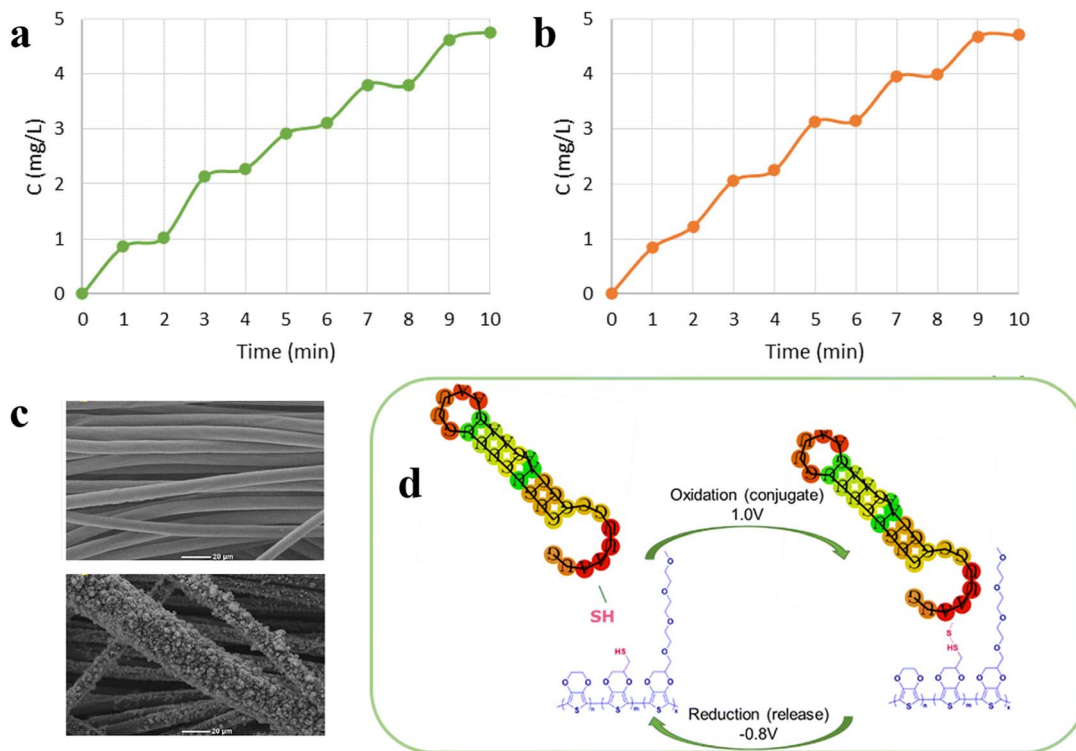 a
5
4
3
2
1
0
C (mg/L)
0 1 2 3 4 5 6 7 8 9 10
Time (min)
b
5
4
3
2
1
0
C (mg/L)
0 1 2 3 4 5 6 7 8 9 10
Time (min)
c
20 µm
20 µm
d
Oxidation (conjugate)
1.0V
SH
HS
O
O
O
O
O O O O O O
S S S
n m x
S
HS
O
O
O
O
O O O O O O
S S S
n m x
Reduction (release)
-0.8V